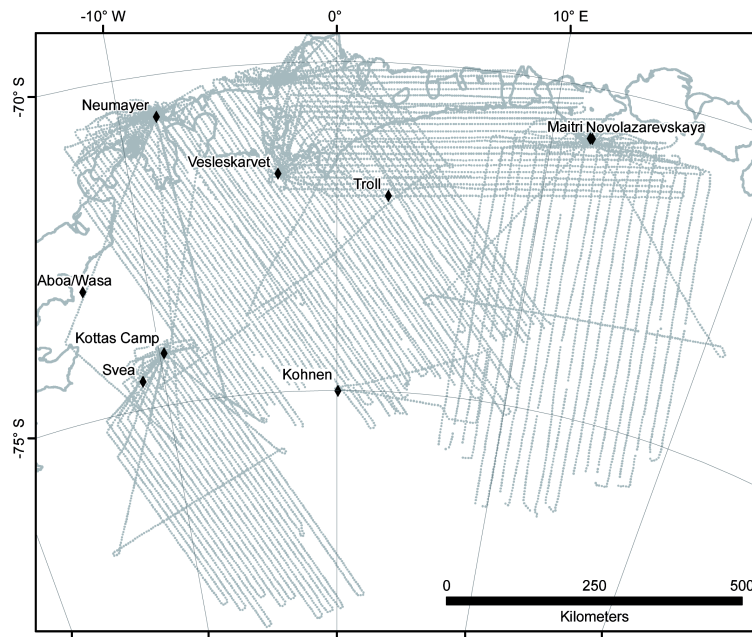 -10° W
0°
10° E
-70° S
Neumayer
Maitri Novolazarevskaya
Vesleskarvet
Troll
Aboa/Wasa
Kottas Camp
Svea
Kohnen
-75° S
0 250 500
Kilometers